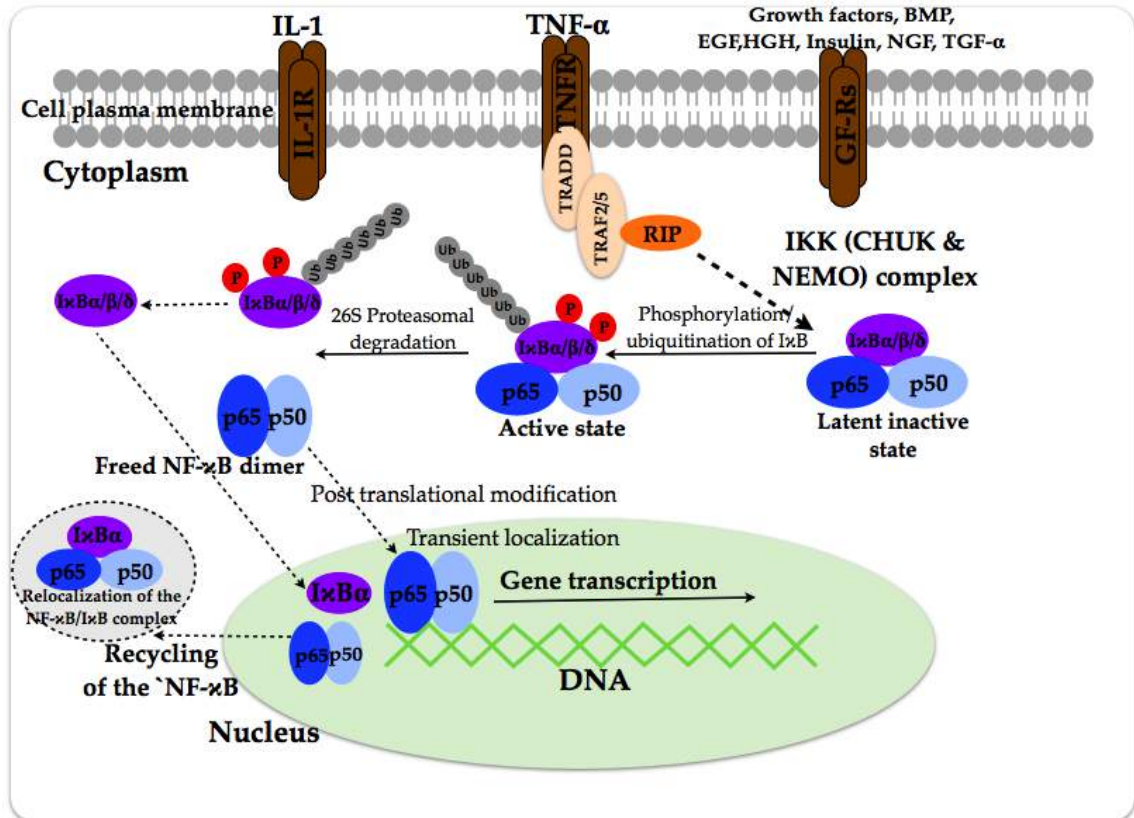 IL-1
TNF-α
Growth factors, BMP,
EGF,HGH, Insulin, NGF, TGF-α
Cell plasma membrane
IL-1R
TNFR
GF-Rs
Cytoplasm
TRADD
TRAF2/5
RIP
IKK (CHUK &
NEMO) complex
Ub
Ub
Ub
Ub
Ub
Ub
Ub
Ub
Ub
Ub
Ub
Ub
P
P
IϰBα/β/δ
IϰBα/β/δ
26S Proteasomal
degradation
P
P
IϰBα/β/δ
p65
p50
Active state
Phosphorylation/
ubiquitination of IϰB
IϰBα/β/δ
p65
p50
Latent inactive
state
p65
p50
Freed NF-ϰB dimer
Post translational modification
Transient localization
IϰBα
p65
p50
Relocalization of the
NF-ϰB/IϰB complex
IϰBα
p65
p50
Gene transcription
p65
p50
Recycling
of the `NF-ϰB
DNA
Nucleus